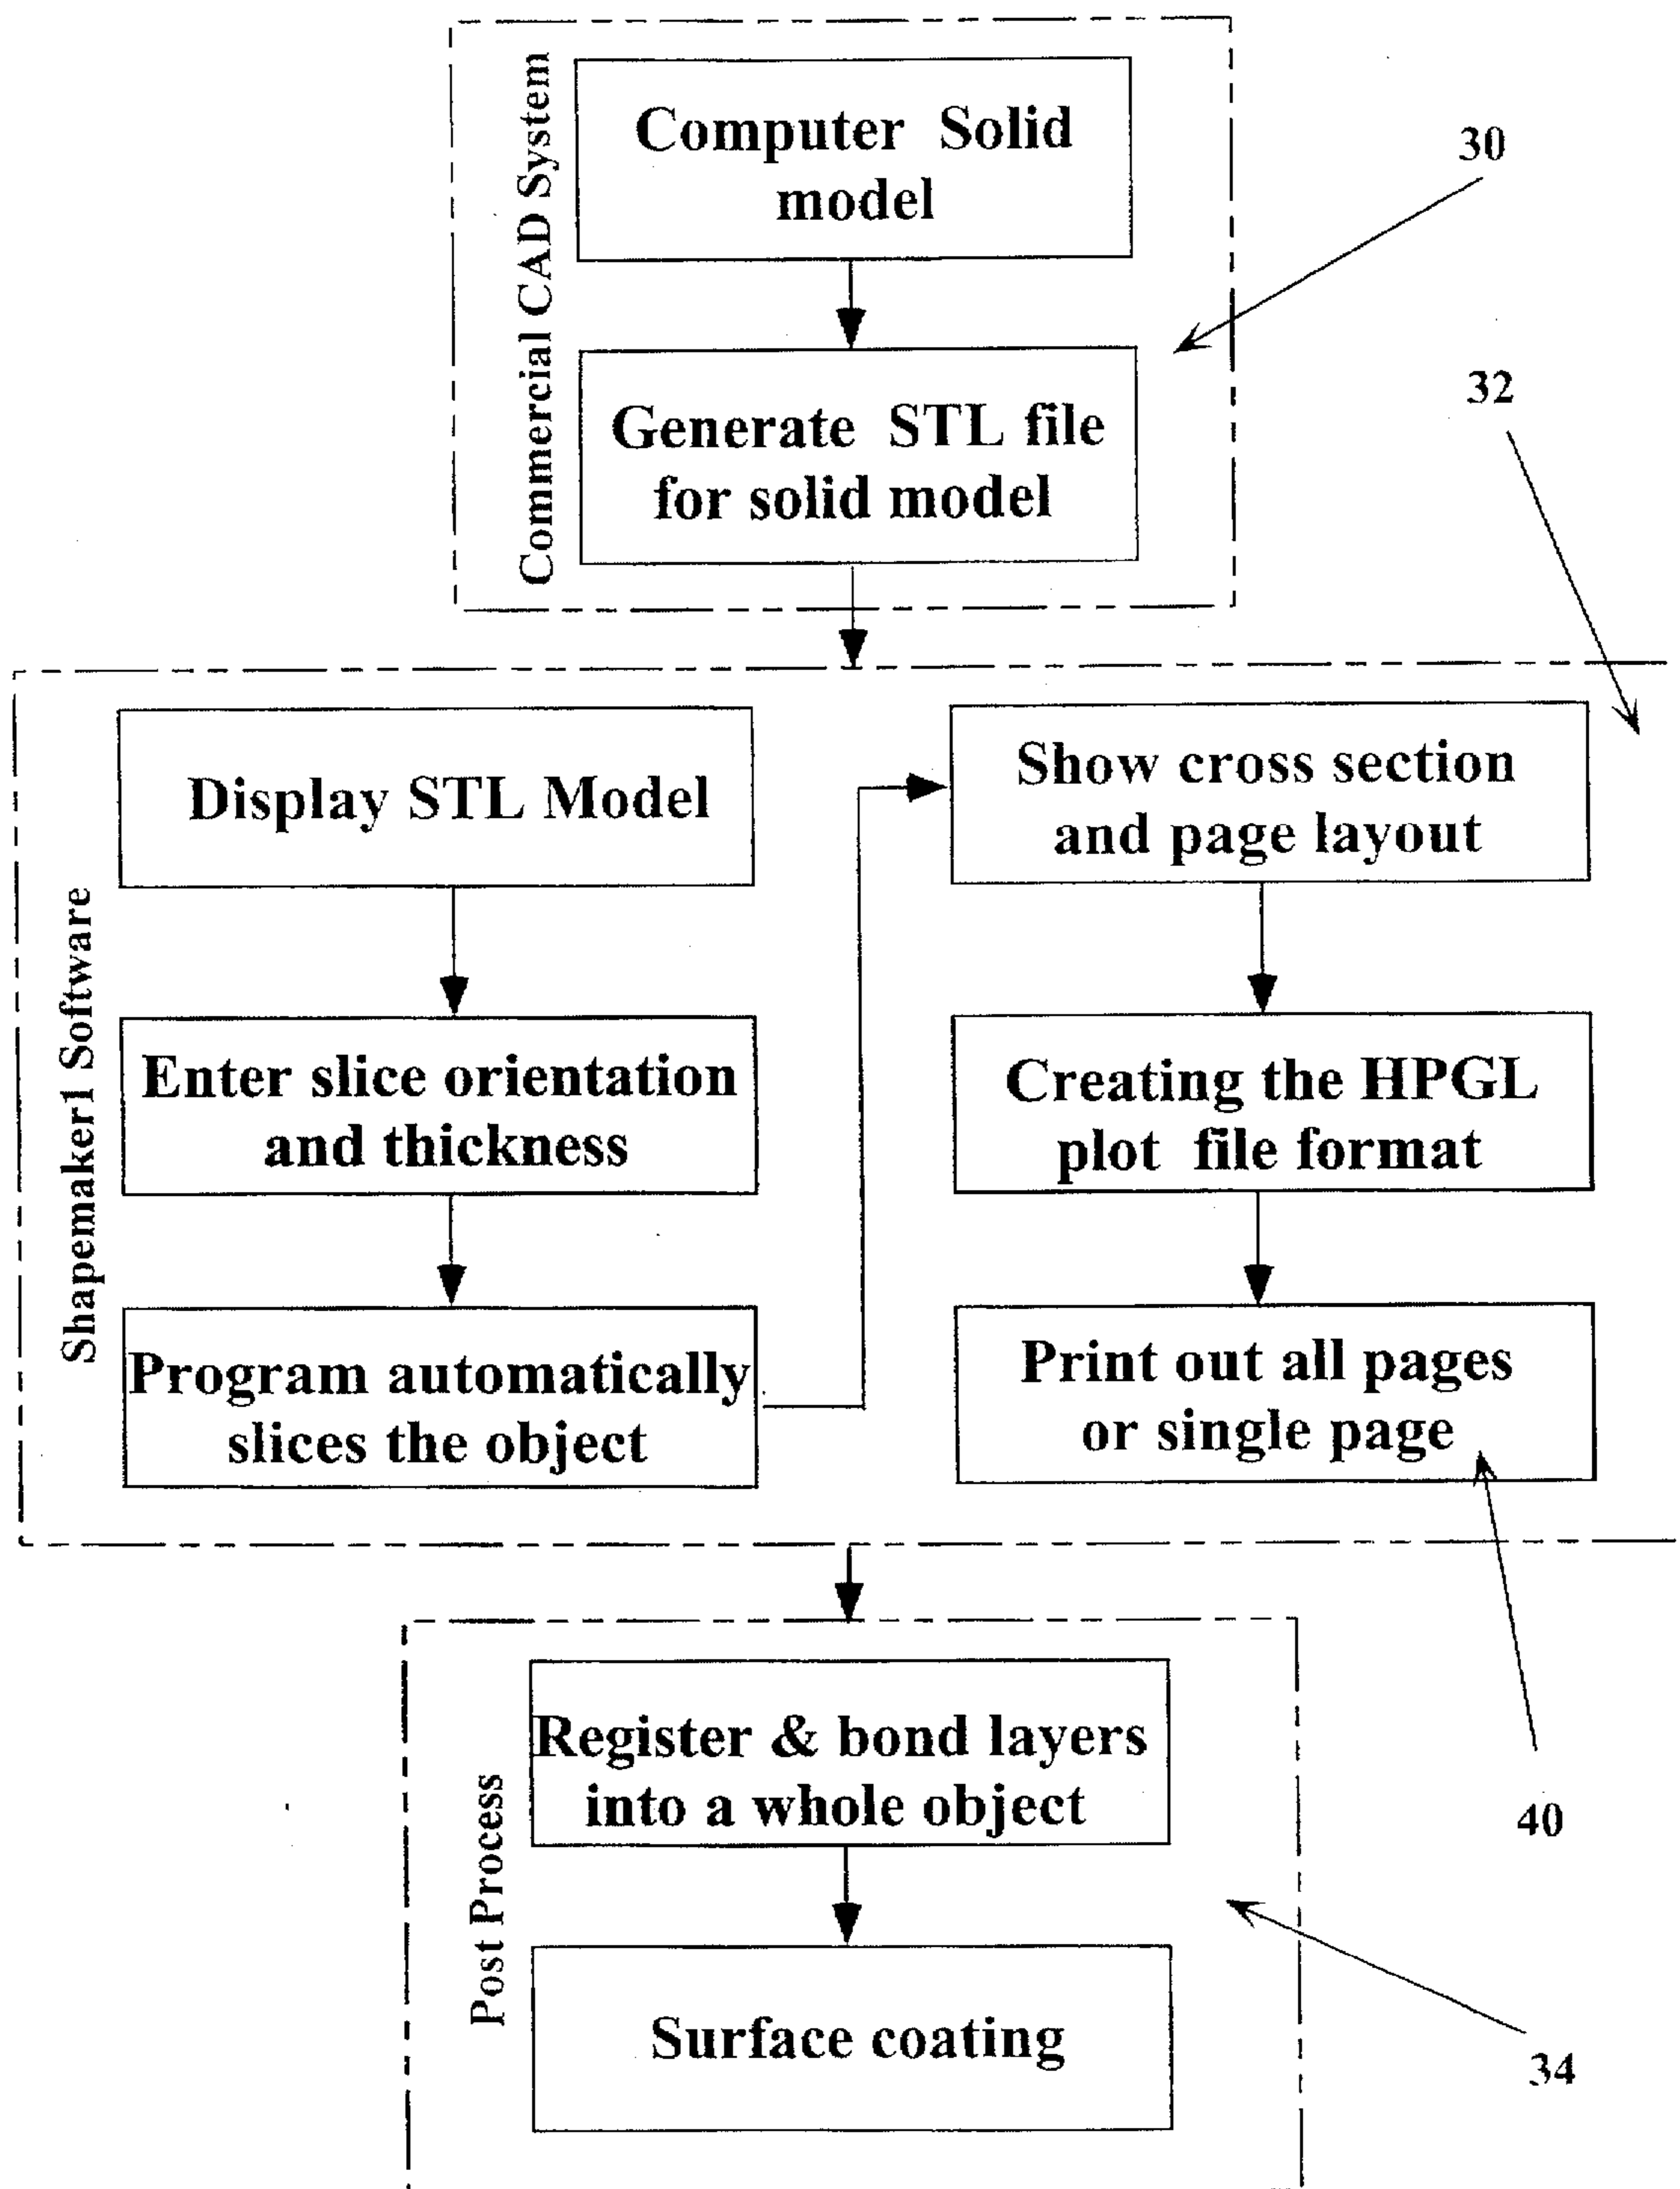 Commercial CAD System
Computer Solid
model
30
Generate STL file
for solid model
32
Shapemaker1 Software
Display STL Model
Enter slice orientation
and thickness
Program automatically
slices the object
Show cross section
and page layout
Creating the HPGL
plot file format
Print out all pages
or single page
40
Post Process
Register & bond layers
into a whole object
Surface coating
34